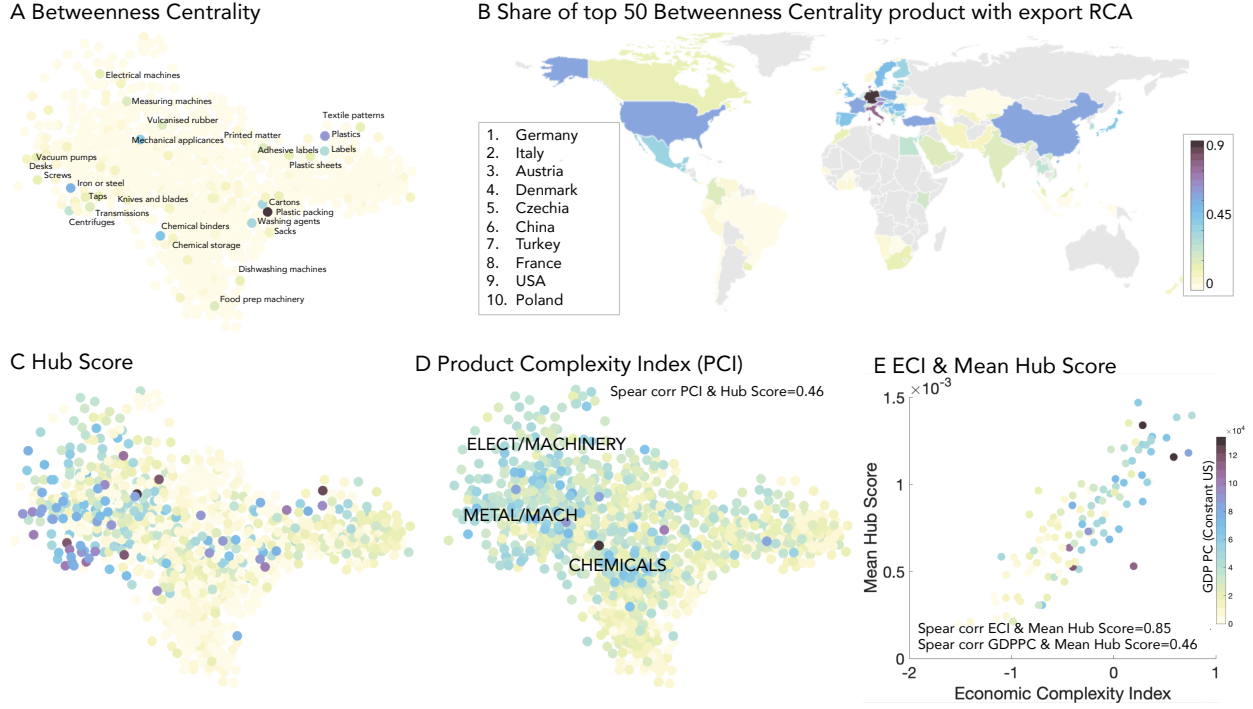 A Betweenness Centrality
Electrical machines
Measuring machines
Vulcanised rubber
Textile patterns
Mechanical applicances
Printed matter
Plastics
Adhesive labels
Labels
Vacuum pumps
Plastic sheets
Desks
Screws
Iron or steel
Taps
Knives and blades
Cartons
Transmissions
Plastic packing
Centrifuges
Chemical binders
Washing agents
Sacks
Chemical storage
Dishwashing machines
Food prep machinery
B Share of top 50 Betweenness Centrality product with export RCA
1. Germany
2. Italy
3. Austria
4. Denmark
5. Czechia
6. China
7. Turkey
8. France
9. USA
10. Poland
0.9
0.45
0
C Hub Score
D Product Complexity Index (PCI)
Spear corr PCI & Hub Score=0.46
ELECT/MACHINERY
METAL/MACH
CHEMICALS
E ECI & Mean Hub Score
×10⁻³
1.5
1
0.5
0
Mean Hub Score
-2
-1
0
1
Economic Complexity Index
Spear corr ECI & Mean Hub Score=0.85
Spear corr GDPPC & Mean Hub Score=0.46
×10⁴
12
10
8
6
4
2
0
GDP PC (Constant US)